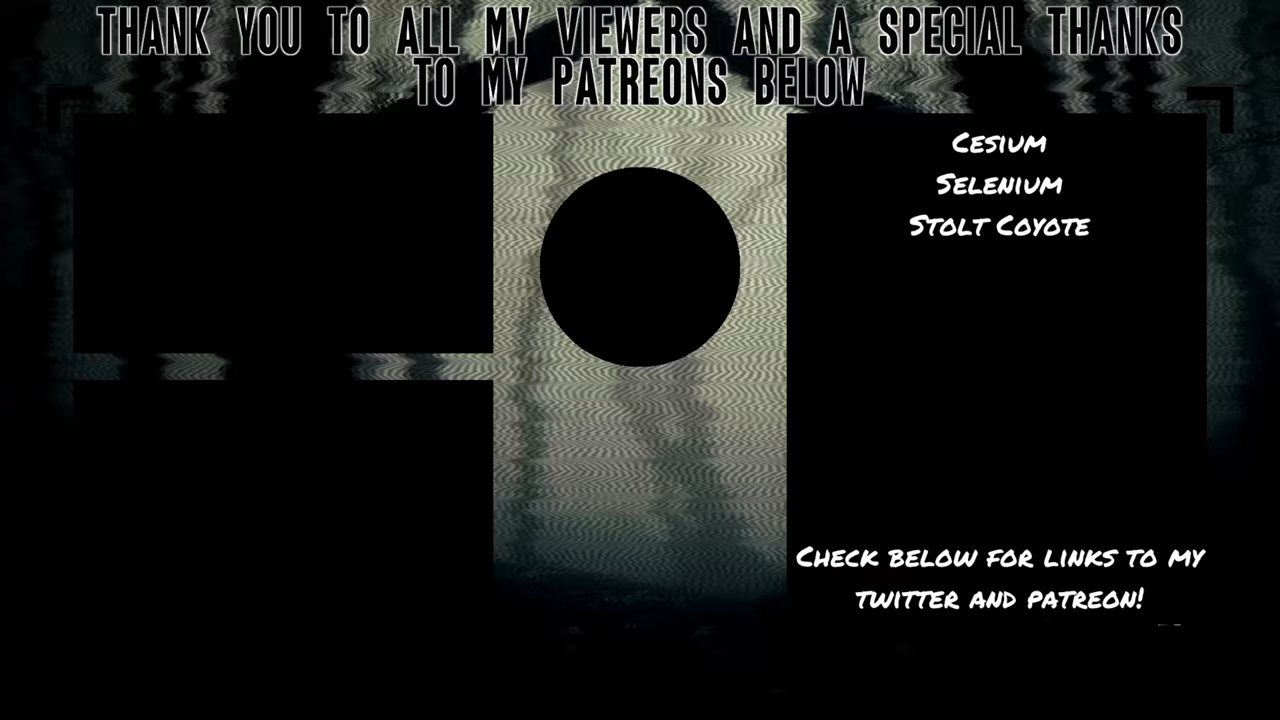 THANK YOU TO ALL MY VIEWERS AND A SPECIAL THANKS
TO MY PATREONS BELOW
CESIUM
SELENIUM
STOLT COYOTE
CHECK BELOW FOR LINKS TO MY
TWITTER AND PATREON!